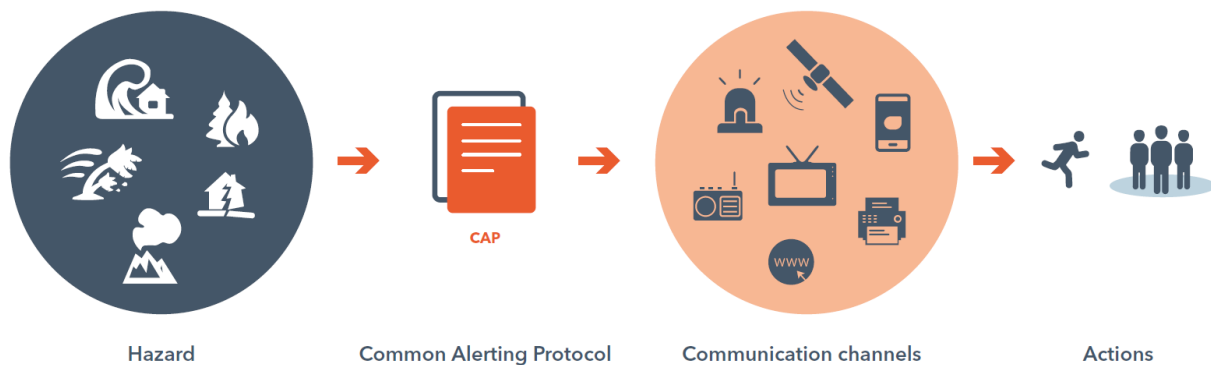 CAP
www
Hazard
Common Alerting Protocol
Communication channels
Actions